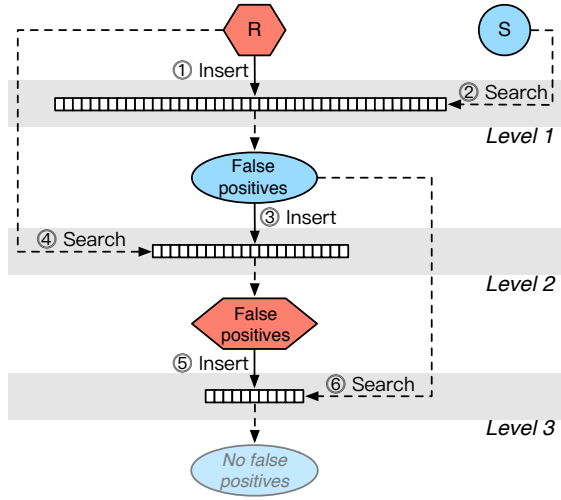 R
S
① Insert
② Search
Level 1
False
positives
③ Insert
④ Search
Level 2
False
positives
⑤ Insert
⑥ Search
Level 3
No false
positives